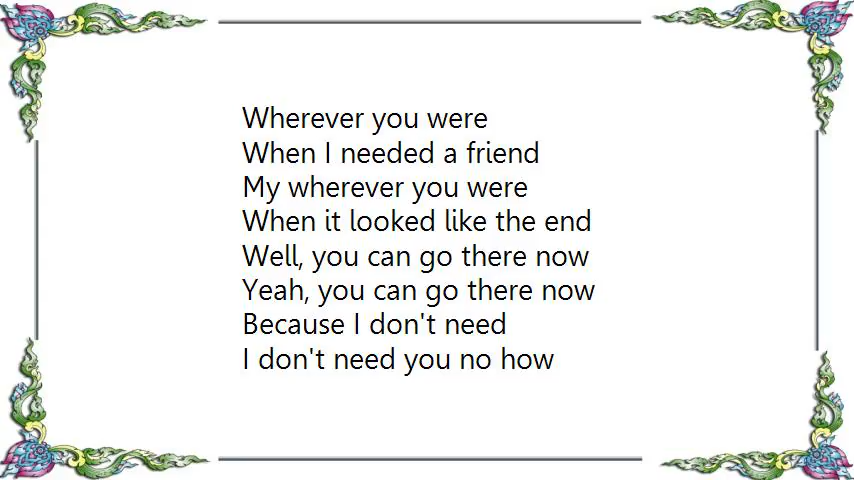 Wherever you were
When I needed a friend
My wherever you were
When it looked like the end
Well, you can go there now
Yeah, you can go there now
Because I don't need
I don't need you no how